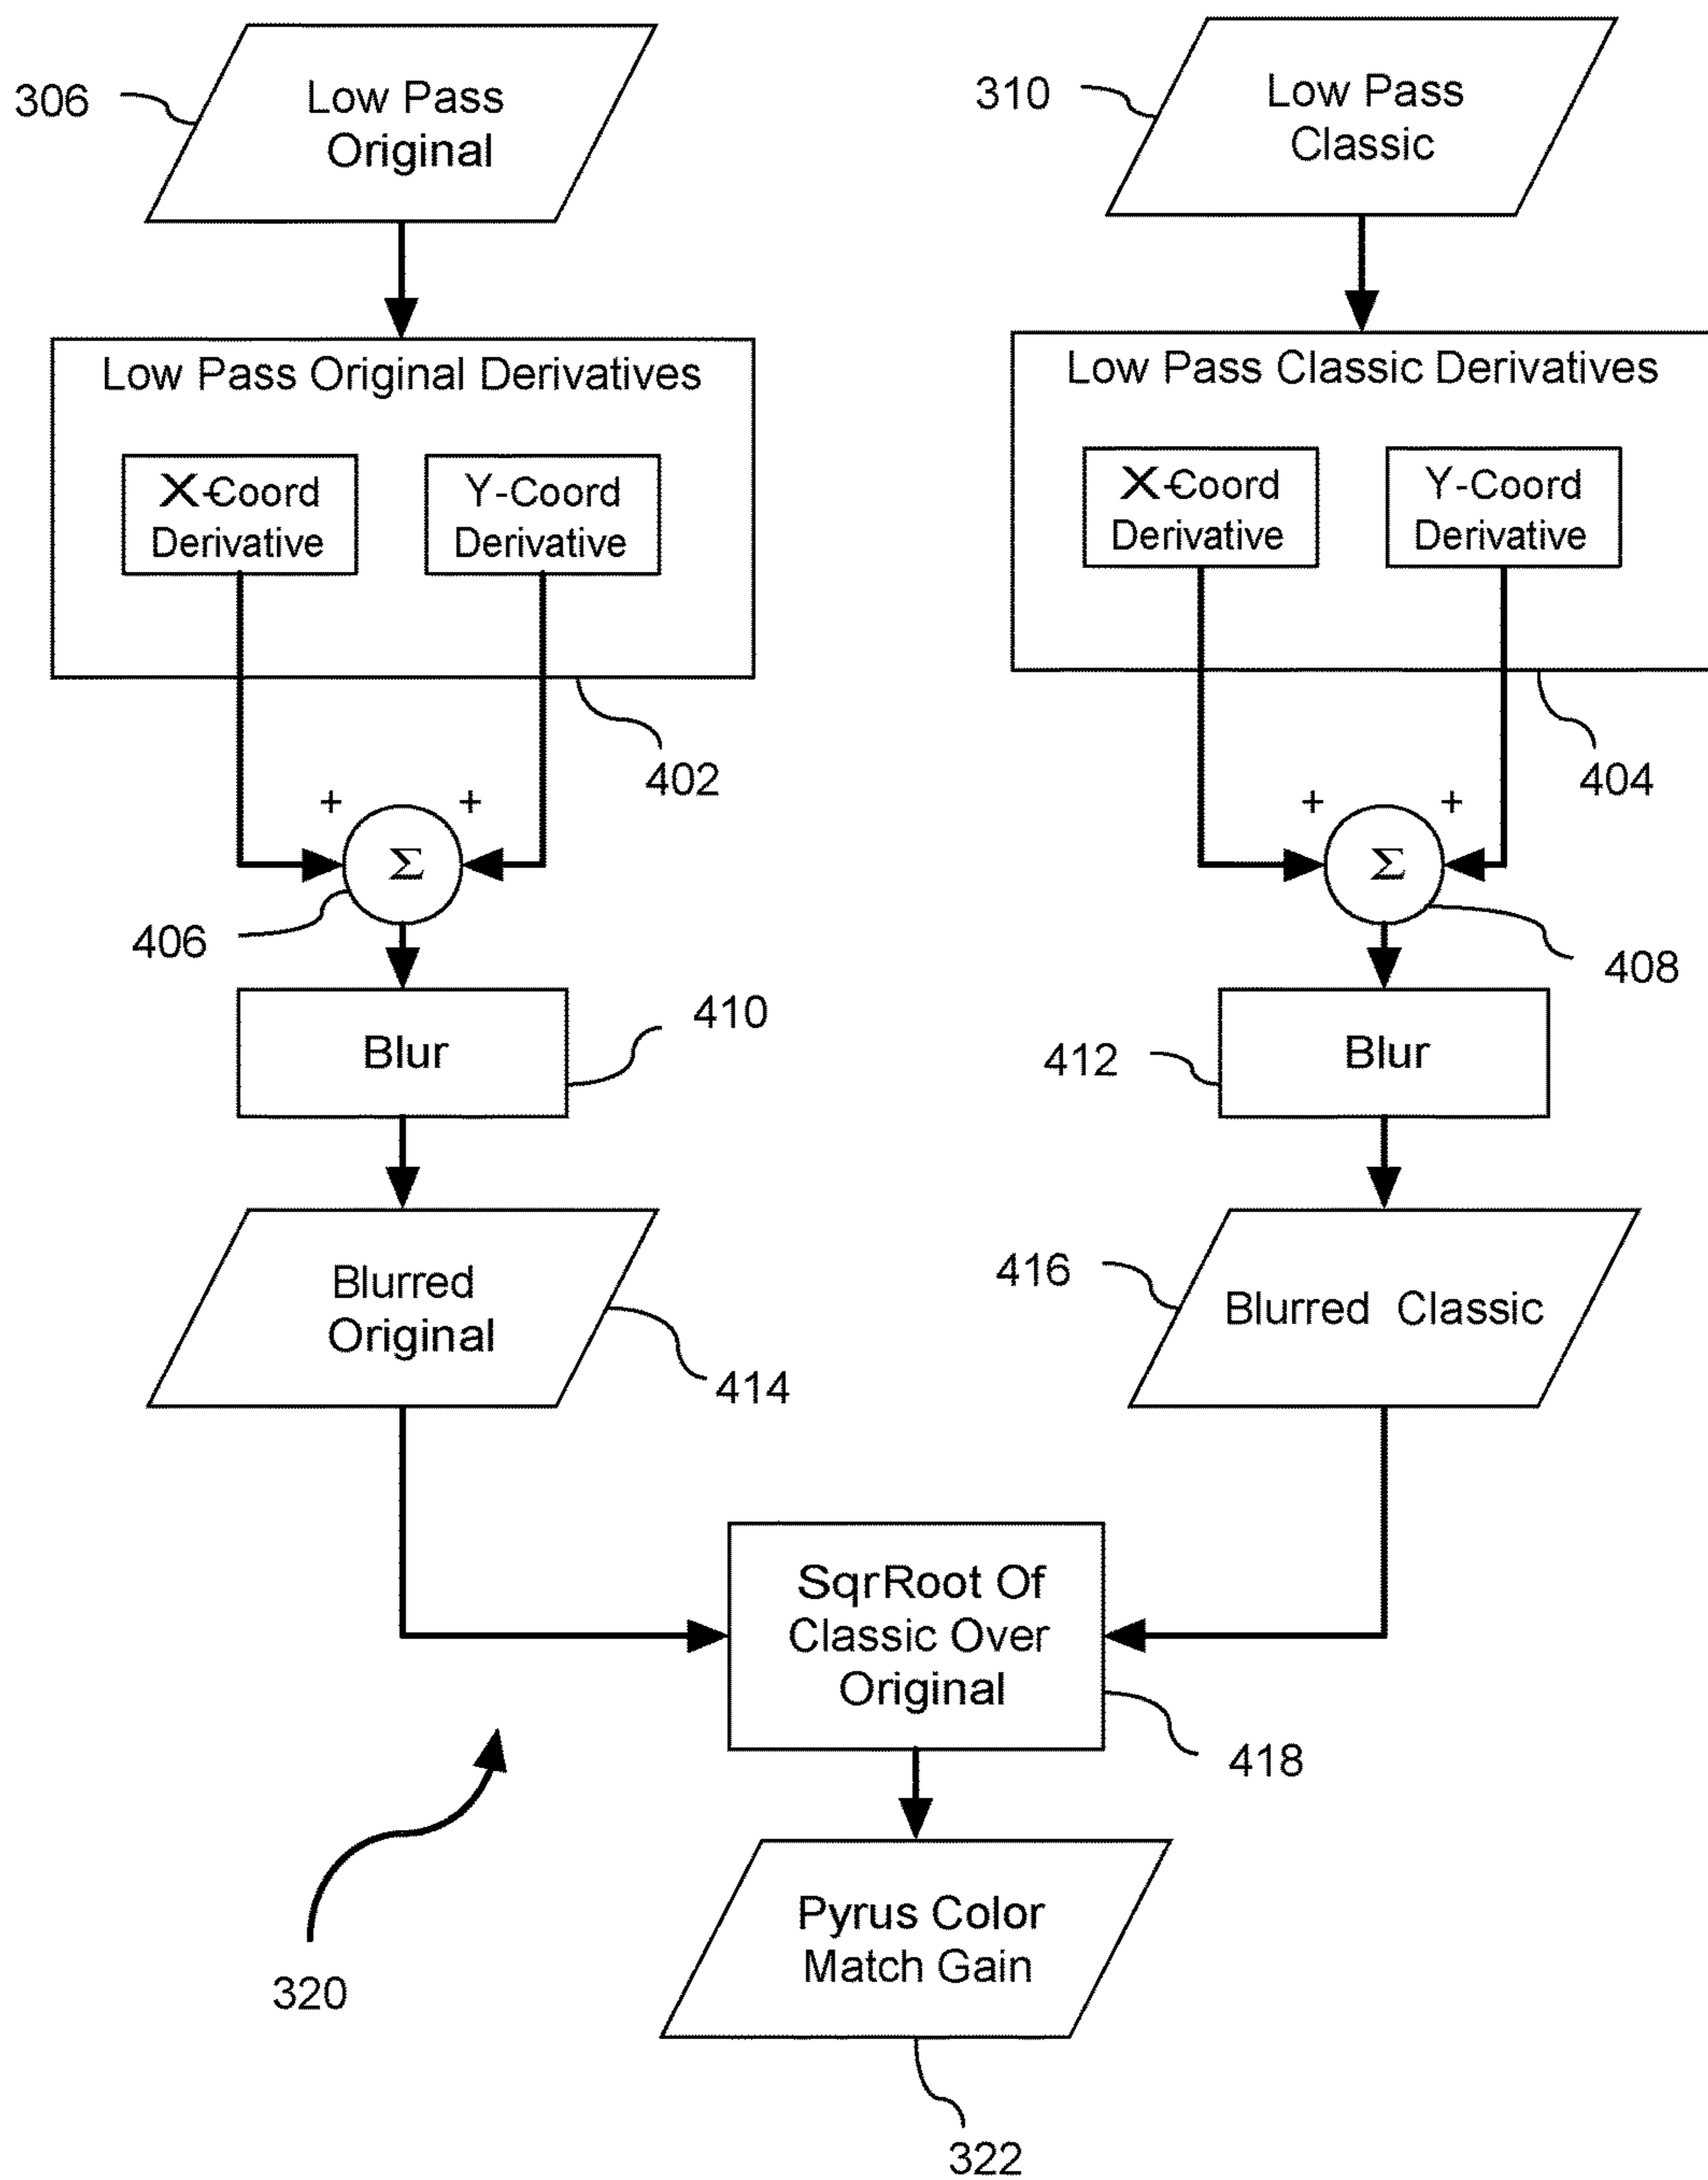 306
Low Pass
Original
310
Low Pass
Classic
Low Pass Original Derivatives
X-Coord
Derivative
Y-Coord
Derivative
402
Low Pass Classic Derivatives
X-Coord
Derivative
Y-Coord
Derivative
404
+
+
Σ
406
+
+
Σ
408
Blur
410
412
Blur
Blurred
Original
414
416
Blurred Classic
SqrRoot Of
Classic Over
Original
418
320
Pyrus Color
Match Gain
322